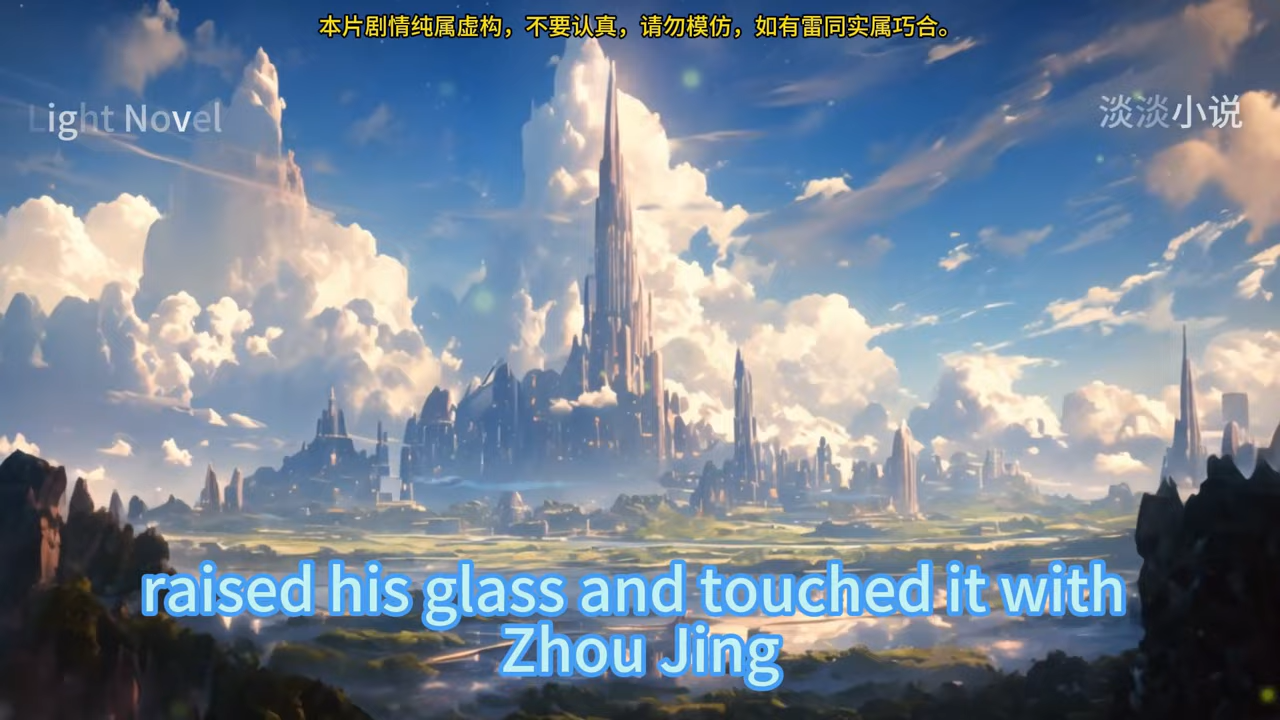 本片剧情纯属虚构，不要认真，请勿模仿，如有雷同实属巧合。
Light Novel
淡淡小说
raised his glass and touched it with
Zhou Jing